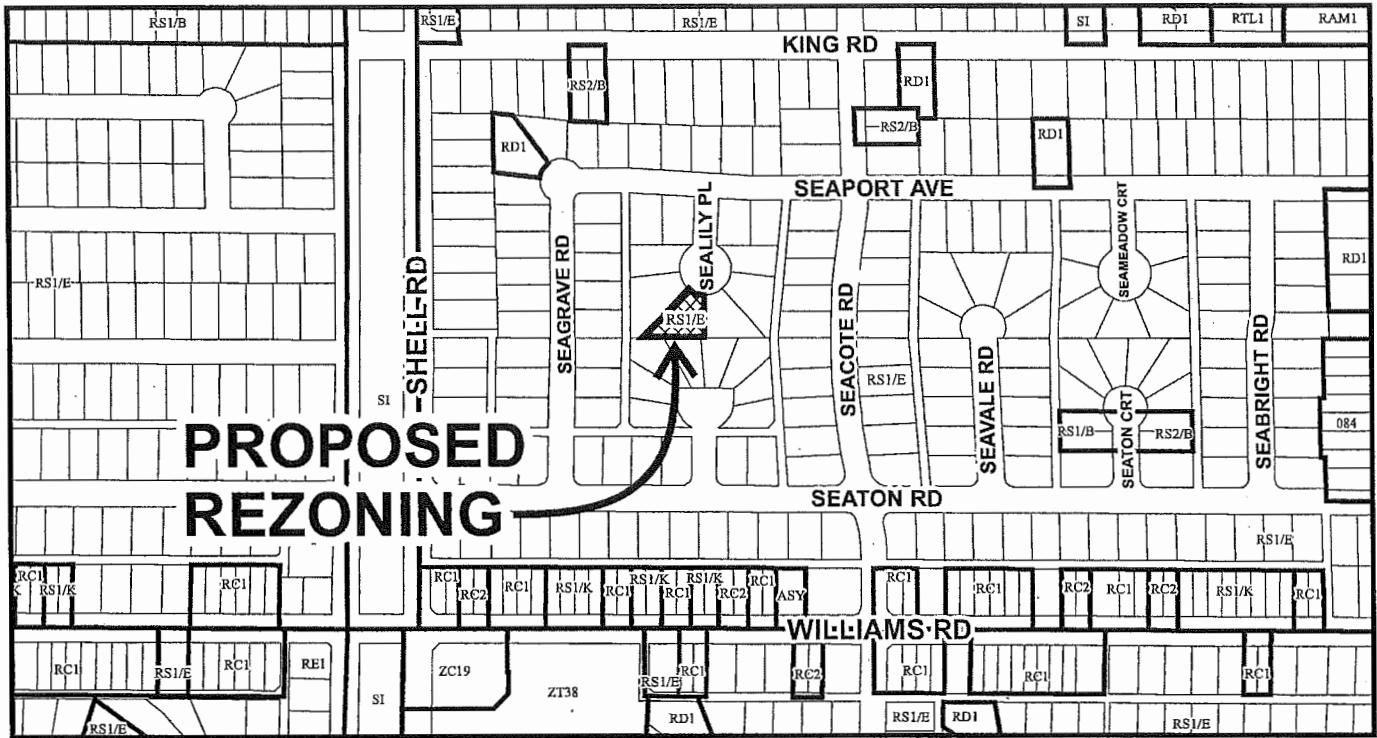 RS1/B
RS1/E
RS1/E
SI
RD1
RTL1
RAM1
KING RD
RS2/B
RD1
RS2/B
RD1
RD1
SEAPORT AVE
SEALILY PL
SEAMEADOW CRT
RD1
RS1/E
SHELL RD
SEAGRAVE RD
RS1/E
SEACOTE RD
RS1/E
SEAVALE RD
SEATON CRT
SEABRIGHT RD
SI
RS1/B
RS2/B
084
PROPOSED
REZONING
SEATON RD
RS1/E
RC1
K
RS1/K
RC1
RC1
RC2
RC1
RS1/K
RC1
RS1/K
RC1
RS1/K
RC2
RC1
ASY
RC1
RC1
RC2
RC1
RC2
RS1/K
RC1
WILLIAMS RD
RC1
RS1/E
RC1
RE1
SI
ZC19
ZT38
RS1/E
RC1
RC2
RC1
RC1
RC1
RS1/E
RD1
RS1/E
RD1
RS1/E